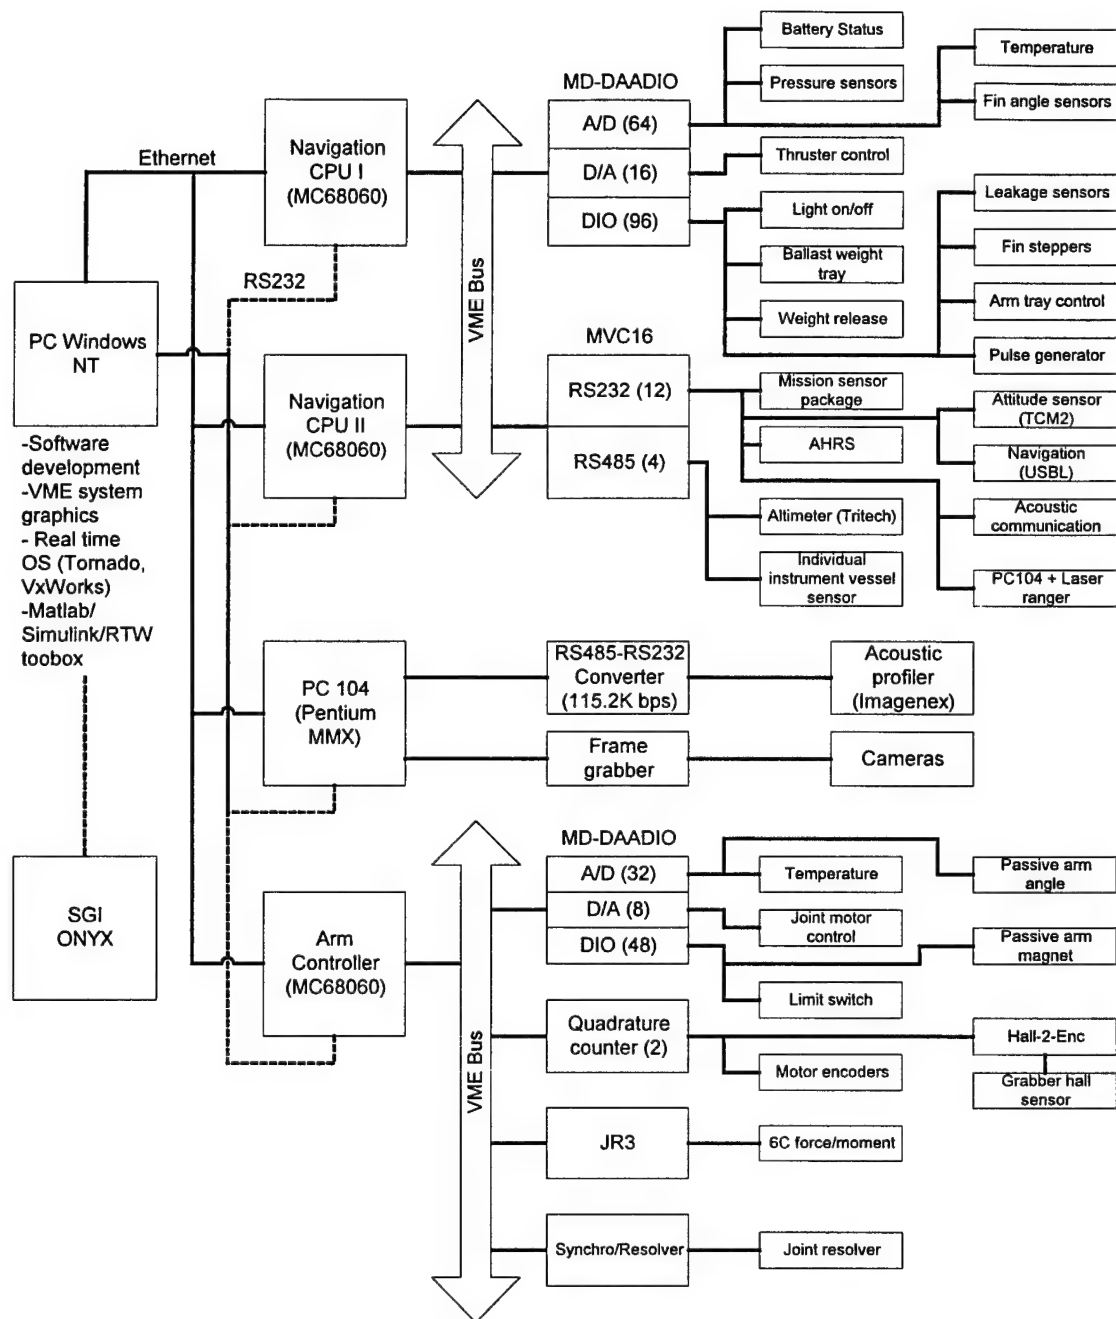 Battery Status
Temperature
Pressure sensors
MD-DAADIO
Fin angle sensors
A/D (64)
Ethernet
Navigation
CPU I
(MC68060)
D/A (16)
Thruster control
DIO (96)
Light on/off
Leakage sensors
Fin steppers
Ballast weight
tray
RS232
VME Bus
Arm tray control
Weight release
PC Windows
NT
MVC16
Pulse generator
Navigation
CPU II
(MC68060)
RS232 (12)
Mission sensor
package
Attitude sensor
(TCM2)
AHRS
RS485 (4)
Navigation
(USBL)
-Software
development
-VME system
graphics
- Real time
OS (Tornado,
VxWorks)
-Matlab/
Simulink/RTW
toobox
Altimeter (Tritech)
Acoustic
communication
Individual
instrument vessel
sensor
PC104 + Laser
ranger
PC 104
(Pentium
MMX)
RS485-RS232
Converter
(115.2K bps)
Acoustic
profiler
(Imagenex)
Frame
grabber
Cameras
MD-DAADIO
SGI
ONYX
Arm
Controller
(MC68060)
A/D (32)
Temperature
Passive arm
angle
D/A (8)
Joint motor
control
DIO (48)
Passive arm
magnet
Limit switch
VME Bus
Quadrature
counter (2)
Hall-2-Enc
Motor encoders
Grabber hall
sensor
JR3
6C force/moment
Synchro/Resolver
Joint resolver